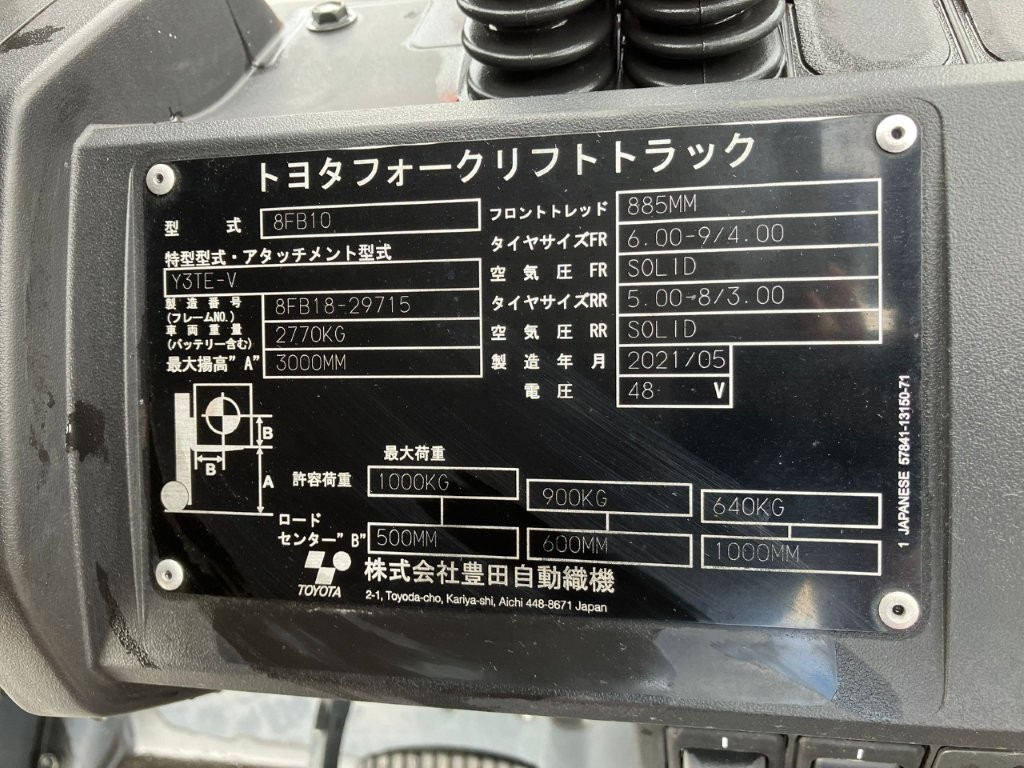 トヨタフォークリフトトラック
型 式 8FB10
特型型式・アタッチメント型式
Y3TE-V
製造番号
(フレームNO.) 8FB18-29715
車両重量
(バッテリー含む) 2770KG
最大揚高"A" 3000MM
フロントトレッド 885MM
タイヤサイズFR 6.00-9/4.00
空気圧FR SOLID
タイヤサイズRR 5.00-8/3.00
空気圧RR SOLID
製造年月 2021/05
電圧 48 V
B
B
A
最大荷重
許容荷重 1000KG 900KG 640KG
ロード
センター"B" 500MM 600MM 1000MM
TOYOTA
株式会社豊田自動織機
2-1, Toyoda-cho, Kariya-shi, Aichi 448-8671 Japan
1 JAPANESE 57841-13150-71